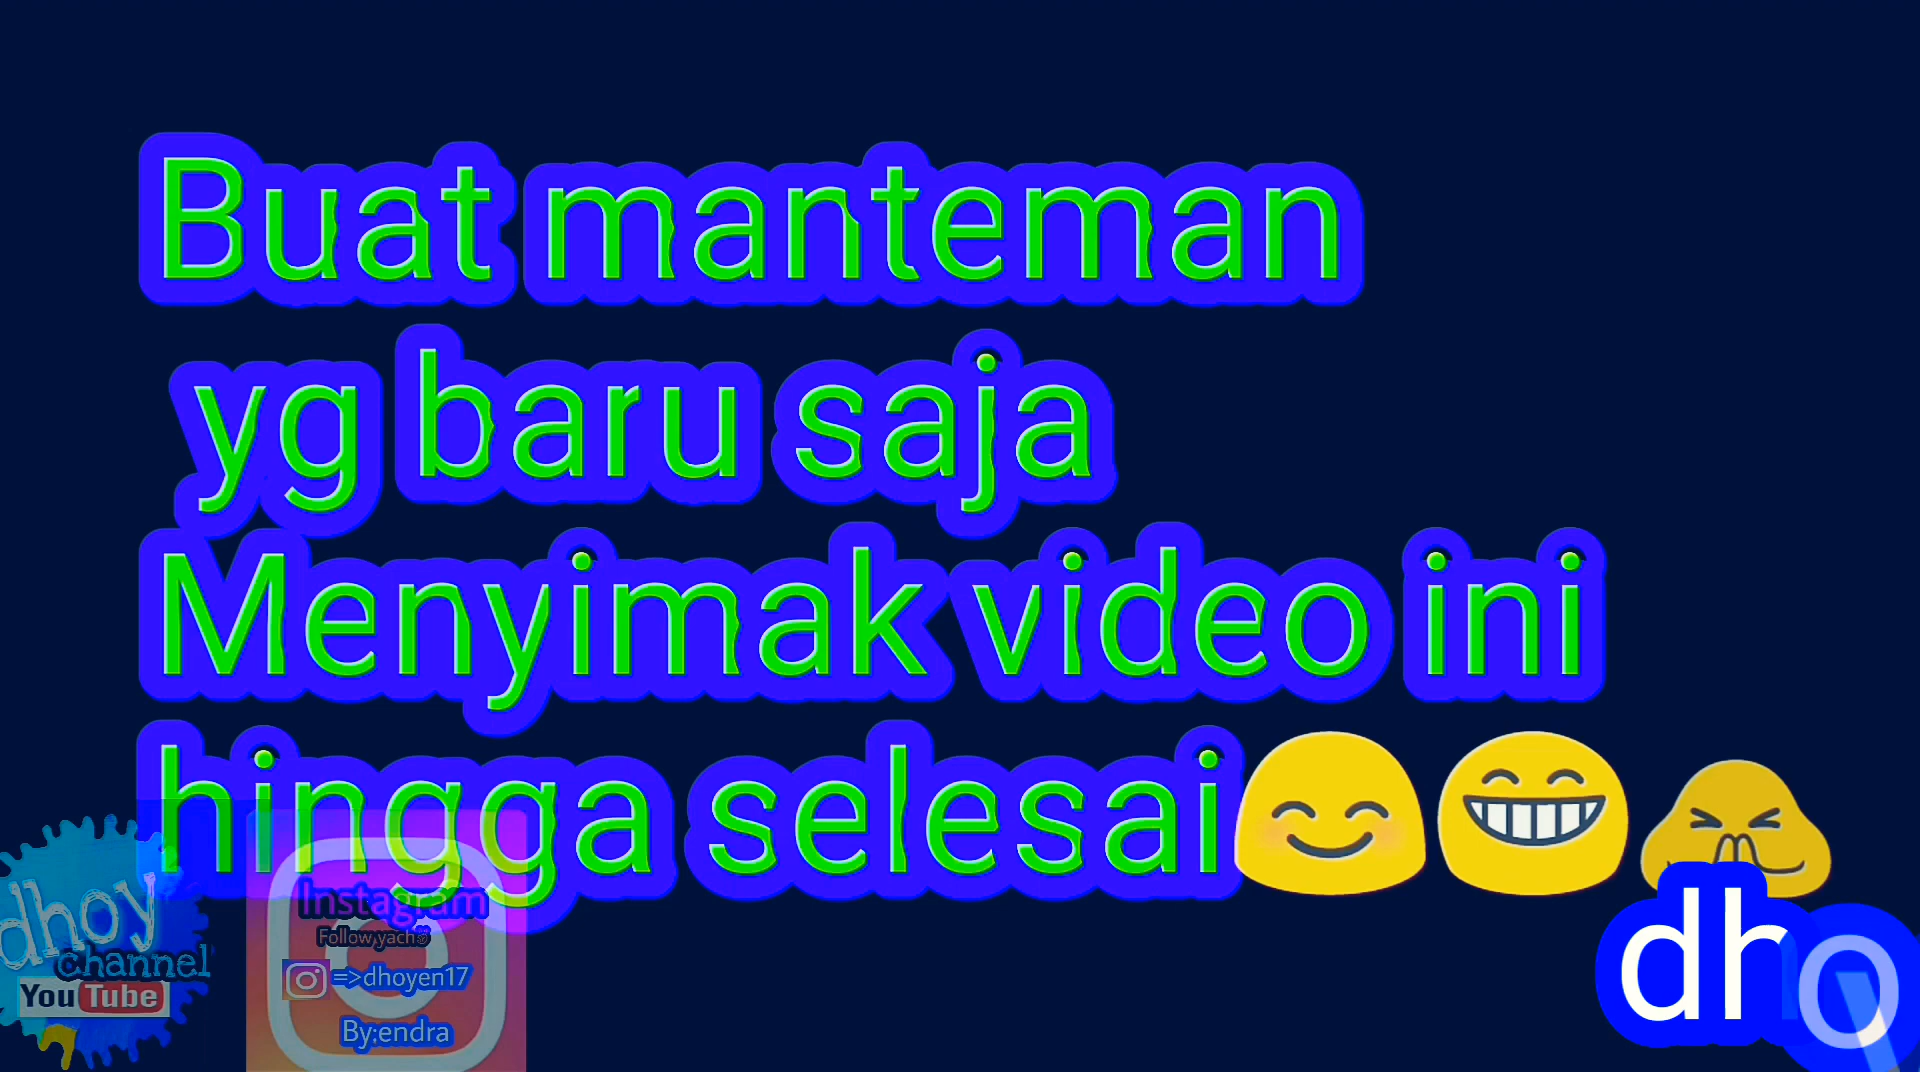 Buat manteman
yg baru saja
Menyimak video ini
hingga selesai😊😁🙏
dhoy
channel
YouTube
Instagram
Follow yach
=>dhoyen17
By;endra
dho